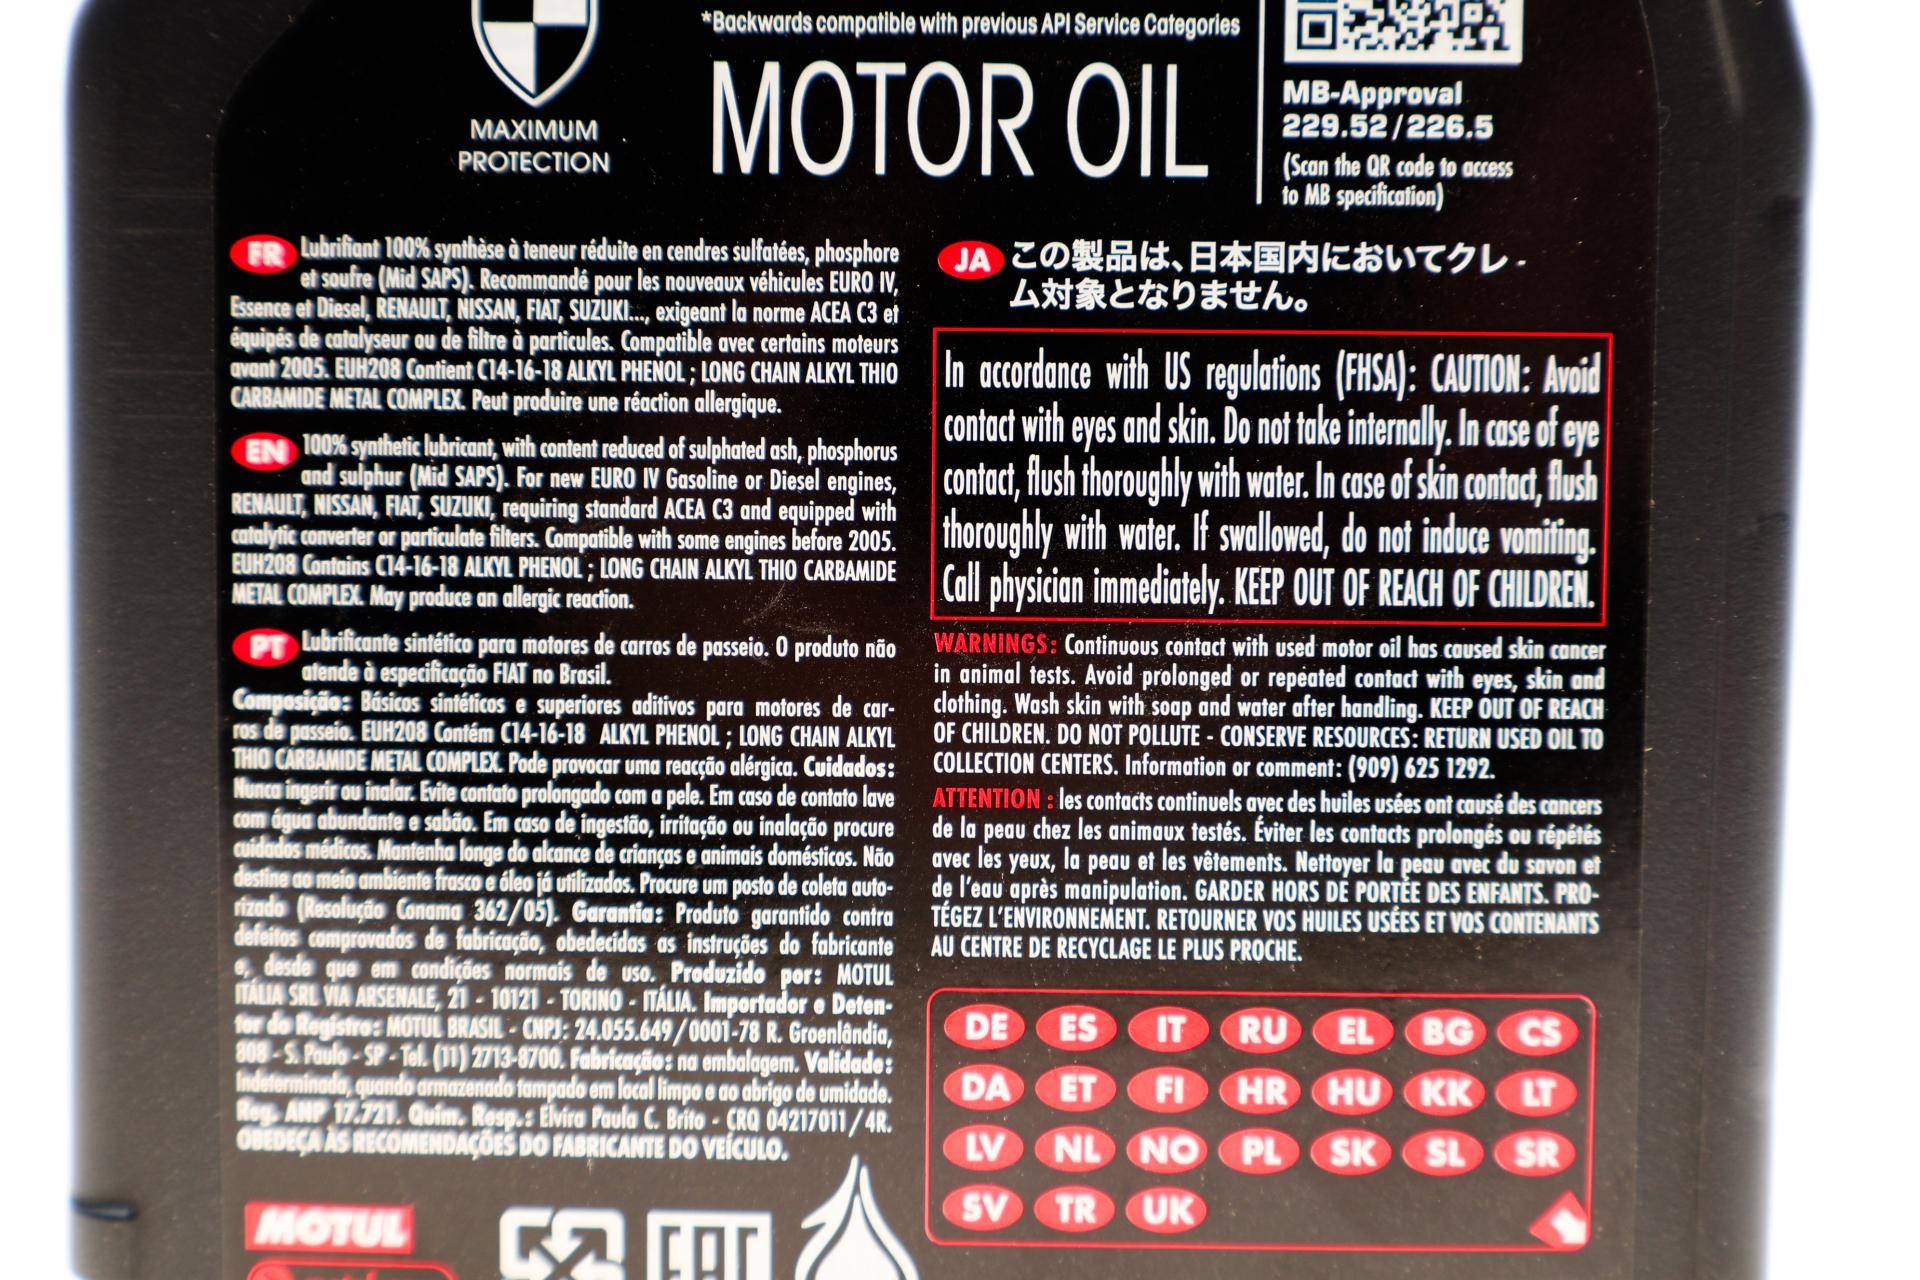 *Backwards compatible with previous API Service Categories
MOTOR OIL
MAXIMUM
PROTECTION
MB-Approval
229.52/226.5
(Scan the QR code to access
to MB specification)
FR Lubrifiant 100% synthèse à teneur réduite en cendres sulfatées, phosphore
et soufre (Mid SAPS). Recommandé pour les nouveaux véhicules EURO IV,
Essence et Diesel, RENAULT, NISSAN, FIAT, SUZUKI..., exigeant la norme ACEA C3 et
équipés de catalyseur ou de filtre à particules. Compatible avec certains moteurs
avant 2005. EUH208 Contient C14-16-18 ALKYL PHENOL ; LONG CHAIN ALKYL THIO
CARBAMIDE METAL COMPLEX. Peut produire une réaction allergique.
EN 100% synthetic lubricant, with content reduced of sulphated ash, phosphorus
and sulphur (Mid SAPS). For new EURO IV Gasoline or Diesel engines,
RENAULT, NISSAN, FIAT, SUZUKI, requiring standard ACEA C3 and equipped with
catalytic converter or particulate filters. Compatible with some engines before 2005.
EUH208 Contains C14-16-18 ALKYL PHENOL ; LONG CHAIN ALKYL THIO CARBAMIDE
METAL COMPLEX. May produce an allergic reaction.
PT Lubrificante sintético para motores de carros de passeio. O produto não
atende à especificação FIAT no Brasil.
Composição: Básicos sintéticos e superiores aditivos para motores de car-
ros de passeio. EUH208 Contém C14-16-18 ALKYL PHENOL ; LONG CHAIN ALKYL
THIO CARBAMIDE METAL COMPLEX. Pode provocar uma reacção alérgica. Cuidados:
Nunca ingerir ou inalar. Evite contato prolongado com a pele. Em caso de contato lave
com água abundante e sabão. Em caso de ingestão, irritação ou inalação procure
cuidados médicos. Mantenha longe do alcance de crianças e animais domésticos. Não
destine ao meio ambiente frasco e óleo já utilizados. Procure um posto de coleta auto-
rizado (Resolução Conama 362/05). Garantia: Produto garantido contra
defeitos comprovados de fabricação, obedecidas as instruções do fabricante
e, desde que em condições normais de uso. Produzido por: MOTUL
ITÁLIA SRL VIA ARSENALE, 21 - 10121 - TORINO - ITÁLIA. Importador e Deten-
tor do Registro: MOTUL BRASIL - CNPJ: 24.055.649/0001-78 R. Groenlândia,
808 - S. Paulo - SP - Tel. (11) 2713-8700. Fabricação: na embalagem. Validade:
Indeterminada, quando armazenado tampado em local limpo e ao abrigo de umidade.
Reg. ANP 17.721. Quím. Resp.: Elvira Paula C. Brito - CRQ 04217011/4R.
OBEDEÇA ÀS RECOMENDAÇÕES DO FABRICANTE DO VEÍCULO.
MOTUL
EAC
JA この製品は、日本国内においてクレ-
ム対象となりません。
In accordance with US regulations (FHSA): CAUTION: Avoid
contact with eyes and skin. Do not take internally. In case of eye
contact, flush thoroughly with water. In case of skin contact, flush
thoroughly with water. If swallowed, do not induce vomiting.
Call physician immediately. KEEP OUT OF REACH OF CHILDREN.
WARNINGS: Continuous contact with used motor oil has caused skin cancer
in animal tests. Avoid prolonged or repeated contact with eyes, skin and
clothing. Wash skin with soap and water after handling. KEEP OUT OF REACH
OF CHILDREN. DO NOT POLLUTE - CONSERVE RESOURCES: RETURN USED OIL TO
COLLECTION CENTERS. Information or comment: (909) 625 1292.
ATTENTION : les contacts continuels avec des huiles usées ont causé des cancers
de la peau chez les animaux testés. Éviter les contacts prolongés ou répétés
avec les yeux, la peau et les vêtements. Nettoyer la peau avec du savon et
de l'eau après manipulation. GARDER HORS DE PORTÉE DES ENFANTS. PRO-
TÉGEZ L'ENVIRONNEMENT. RETOURNER VOS HUILES USÉES ET VOS CONTENANTS
AU CENTRE DE RECYCLAGE LE PLUS PROCHE.
DE ES IT RU EL BG CS
DA ET FI HR HU KK LT
LV NL NO PL SK SL SR
SV TR UK